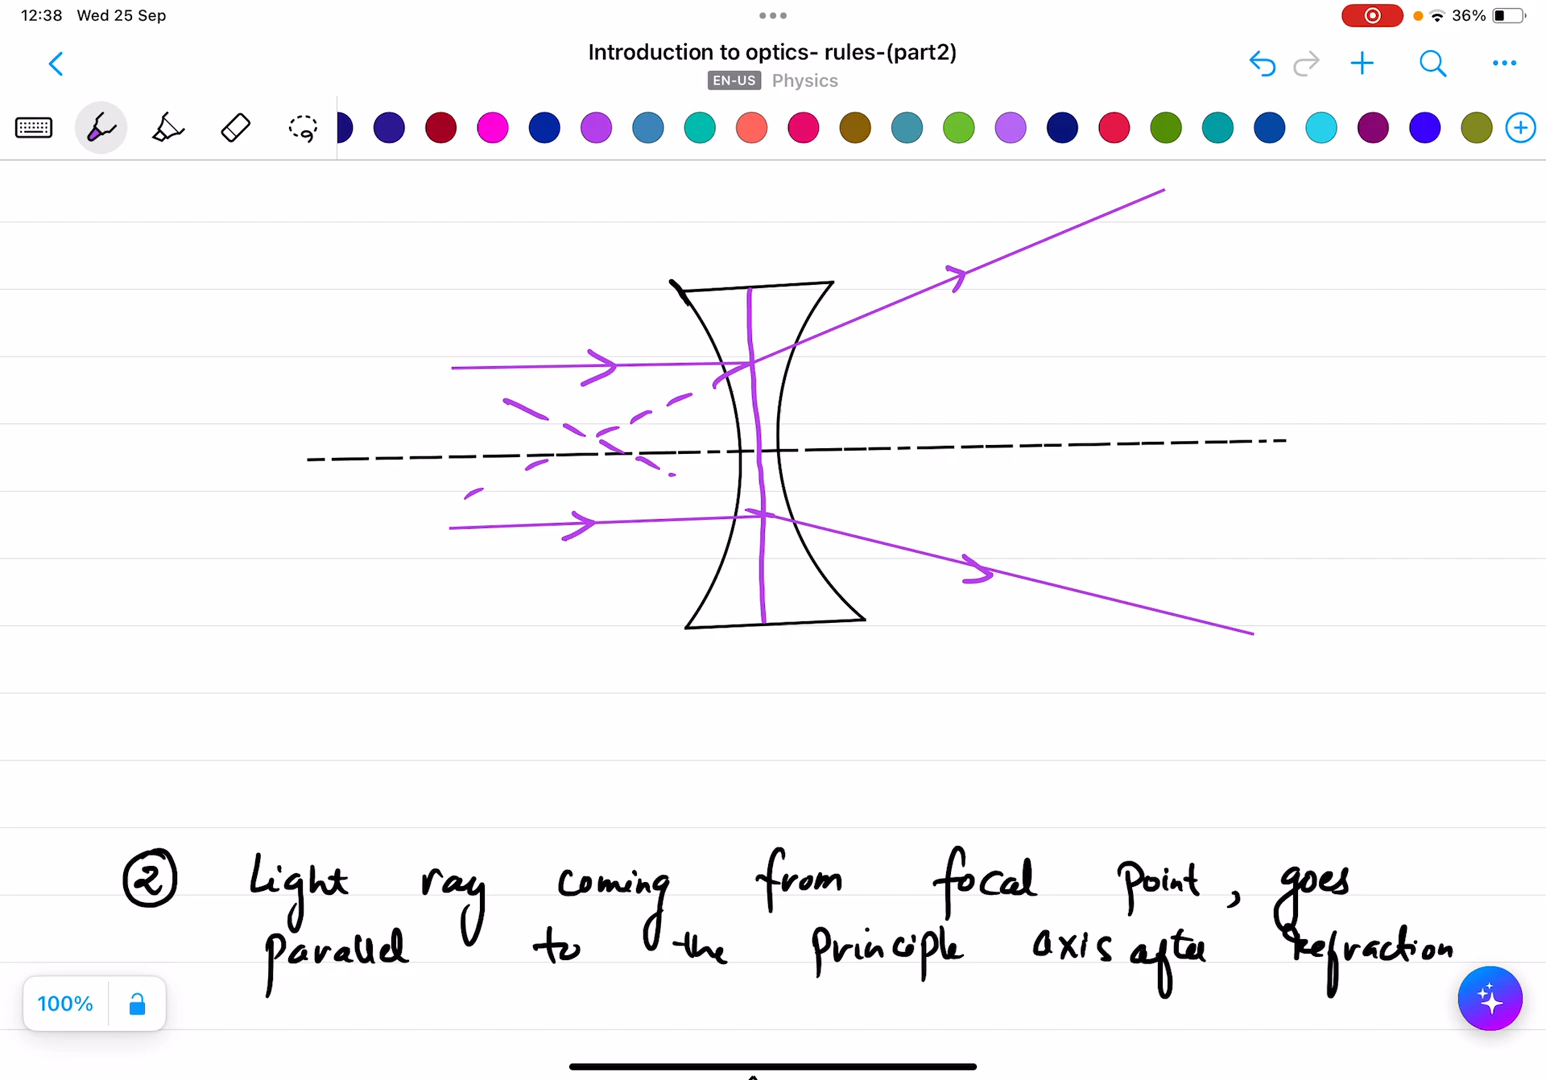 12:38 Wed 25 Sep
36%
Introduction to optics- rules-(part2)
EN-US Physics
② Light ray coming from focal point, goes
parallel to the principle axis after refraction
100%